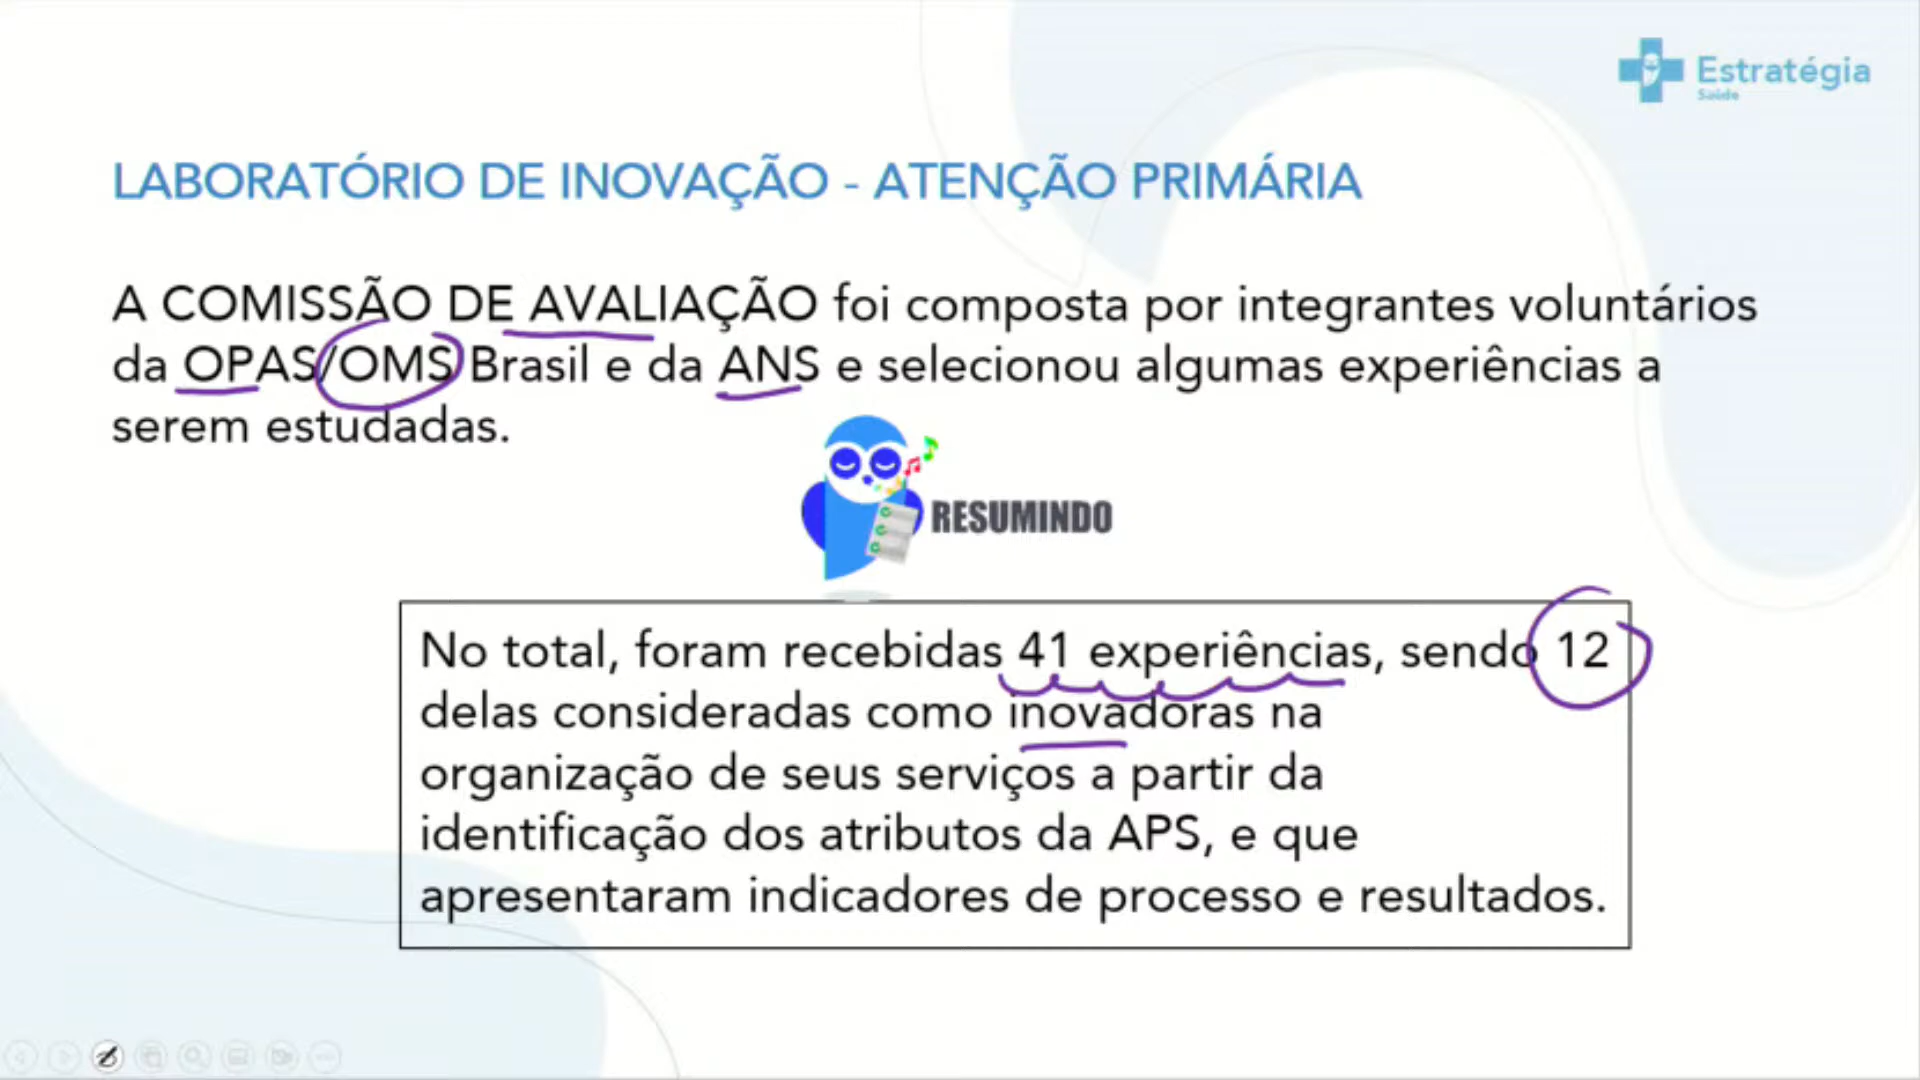 Estratégia
Saúde
LABORATÓRIO DE INOVAÇÃO - ATENÇÃO PRIMÁRIA
A COMISSÃO DE AVALIAÇÃO foi composta por integrantes voluntários
da OPAS/OMS Brasil e da ANS e selecionou algumas experiências a
serem estudadas.
RESUMINDO
No total, foram recebidas 41 experiências, sendo 12
delas consideradas como inovadoras na
organização de seus serviços a partir da
identificação dos atributos da APS, e que
apresentaram indicadores de processo e resultados.